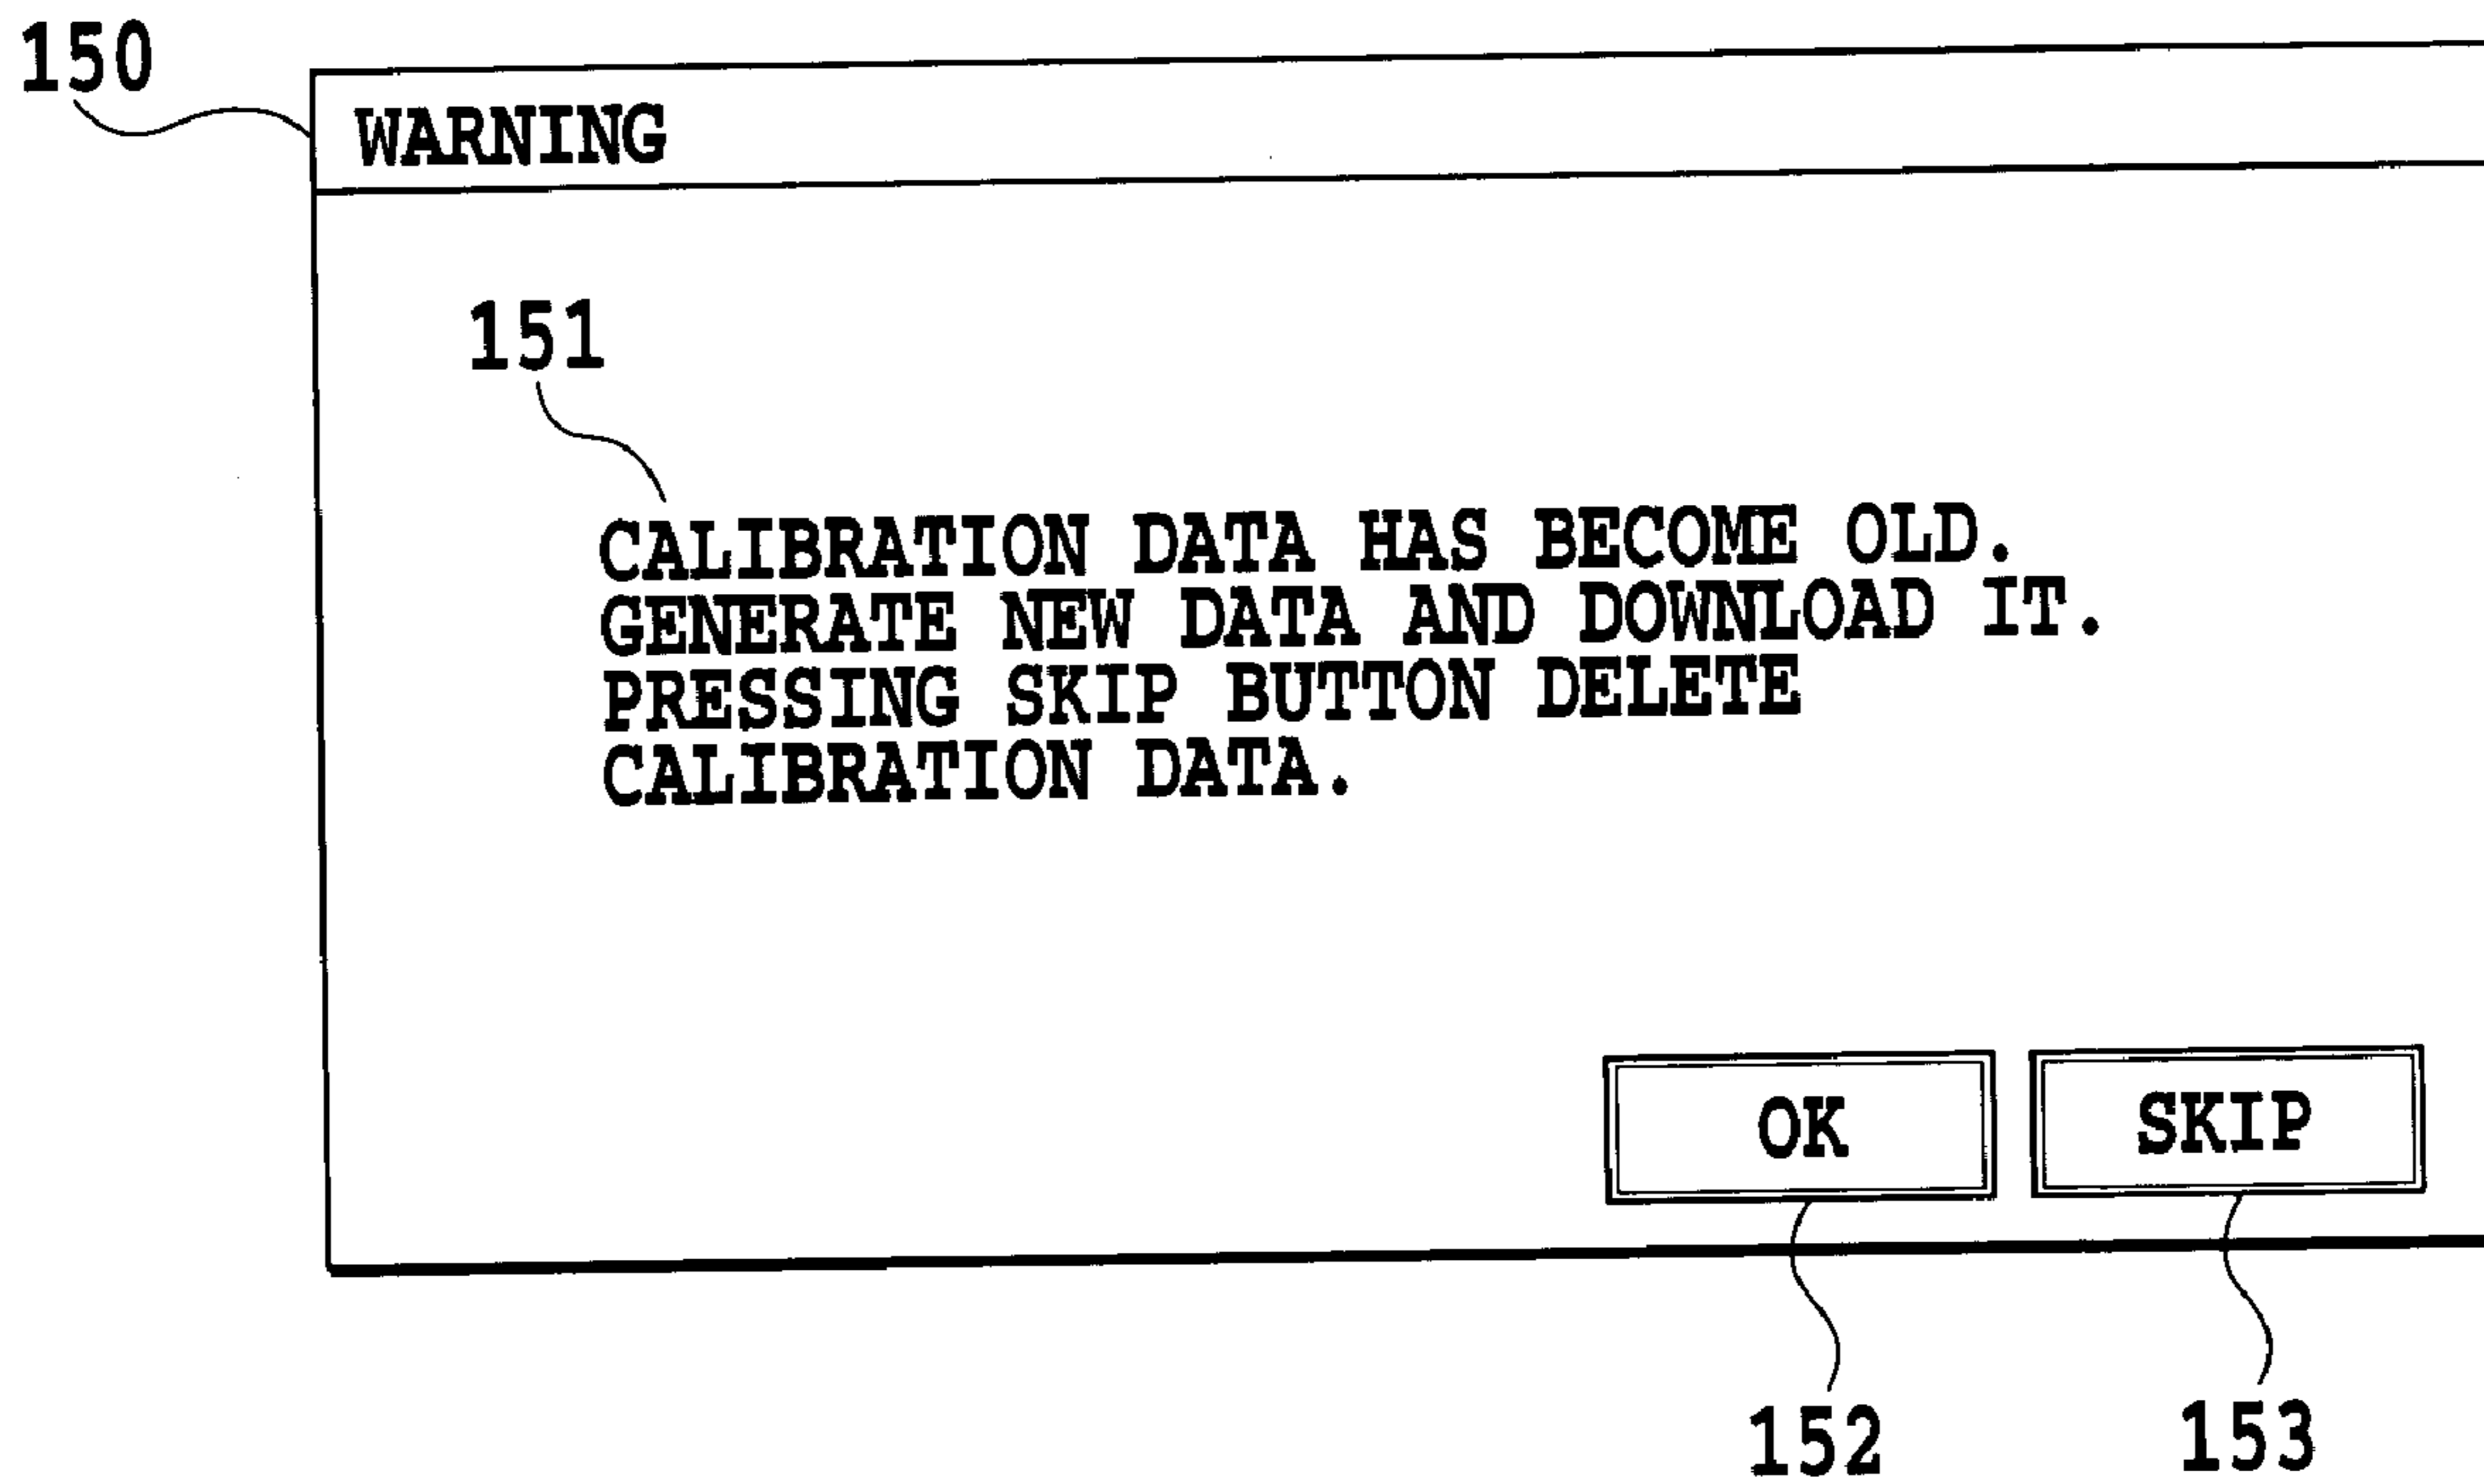 150
WARNING
151
CALIBRATION DATA HAS BECOME OLD.
GENERATE NEW DATA AND DOWNLOAD IT.
PRESSING SKIP BUTTON DELETE
CALIBRATION DATA.
OK
SKIP
152
153